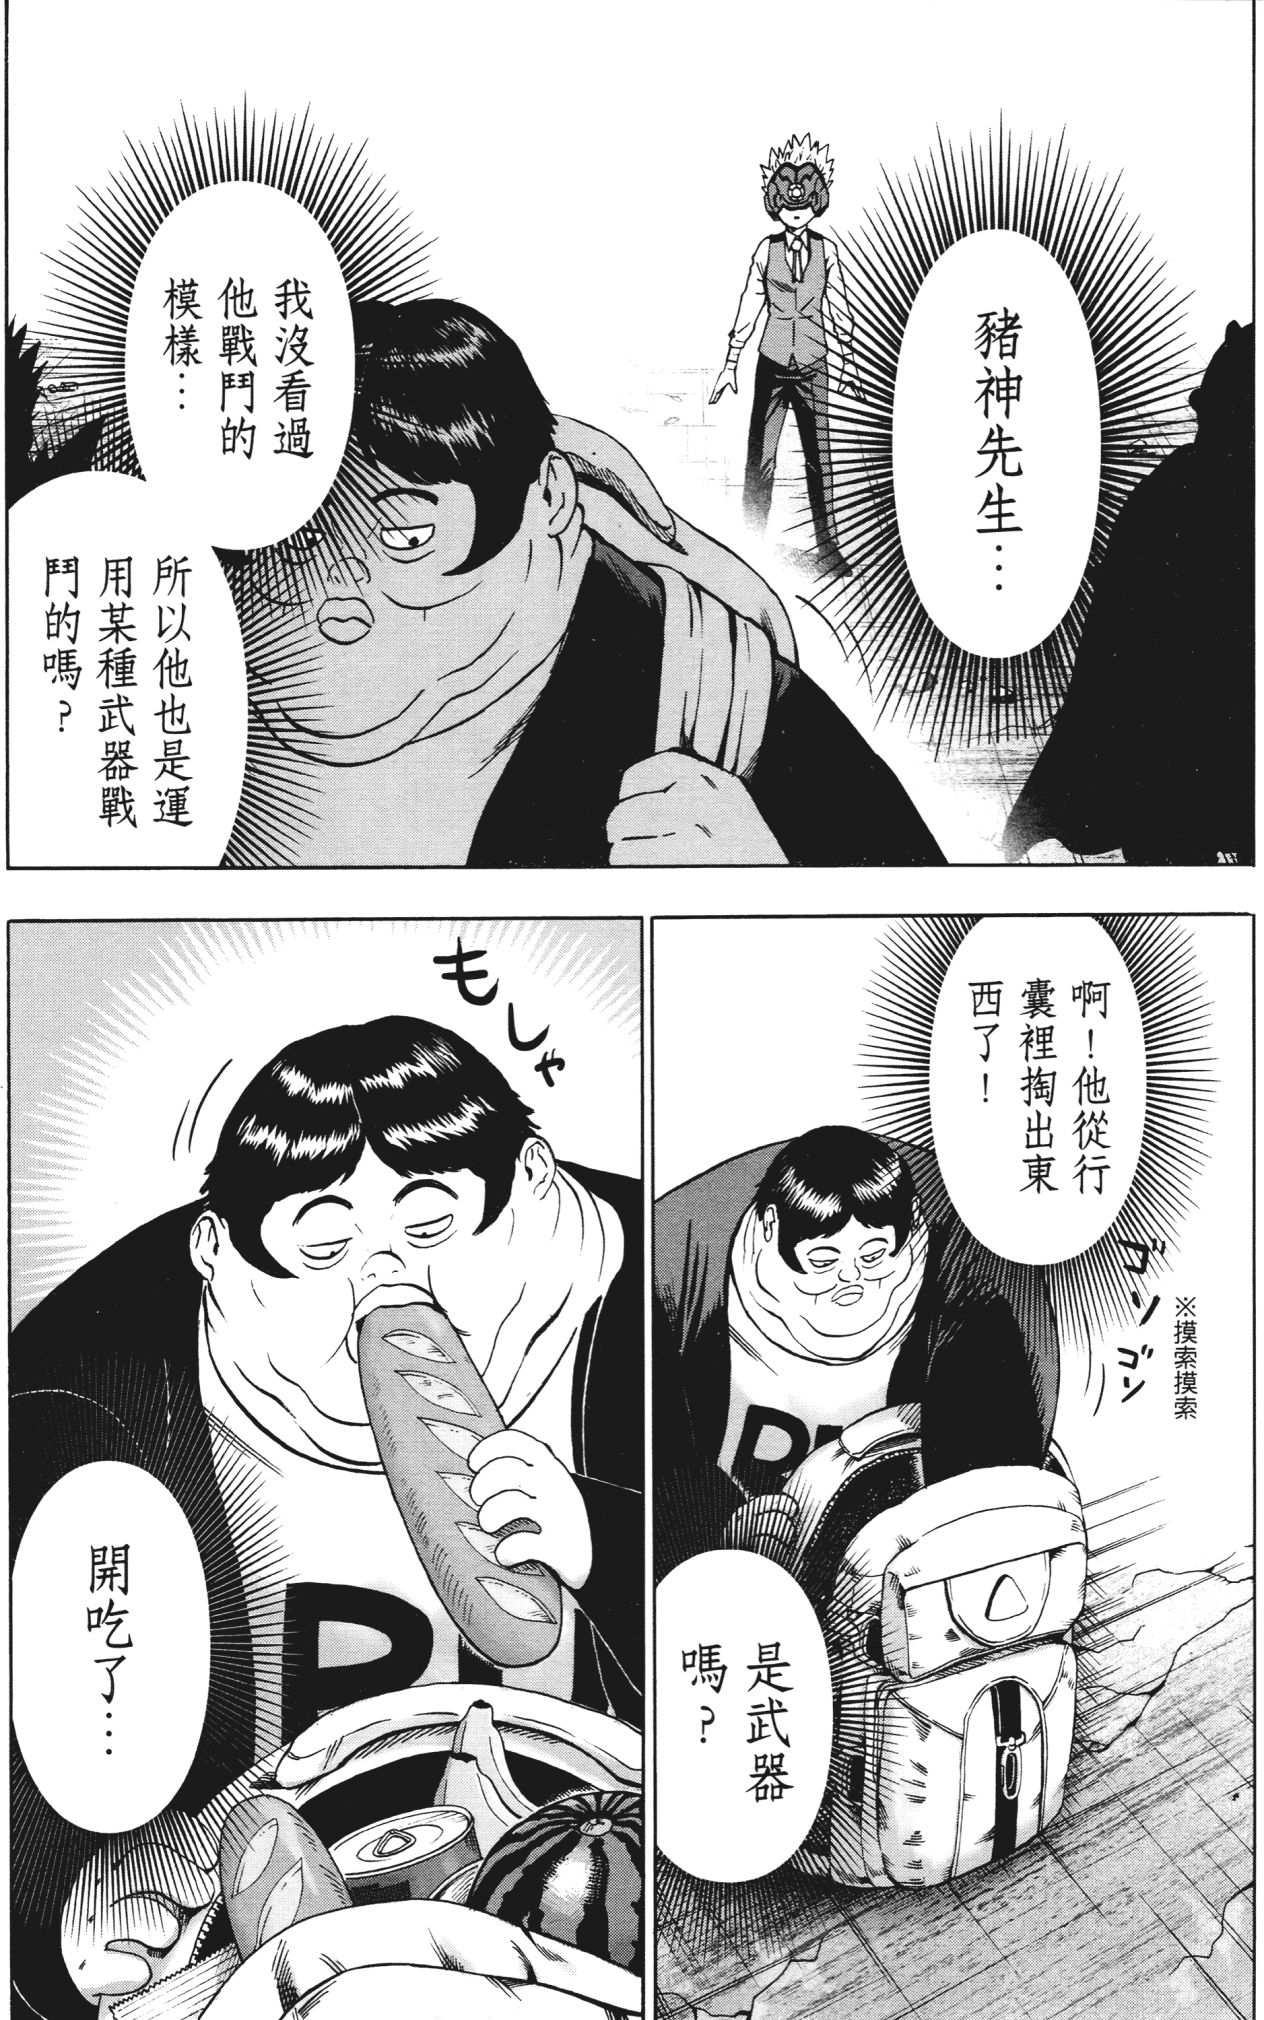 豬神先生…
我沒看過
他戰鬥的
模樣…
所以他也是運
用某種武器戰
鬥的嗎？
啊！他從行
囊裡掏出東
西了！
ゴソ
ゴソ
※摸索摸索
是武器
嗎？
もしゃ
開吃了…